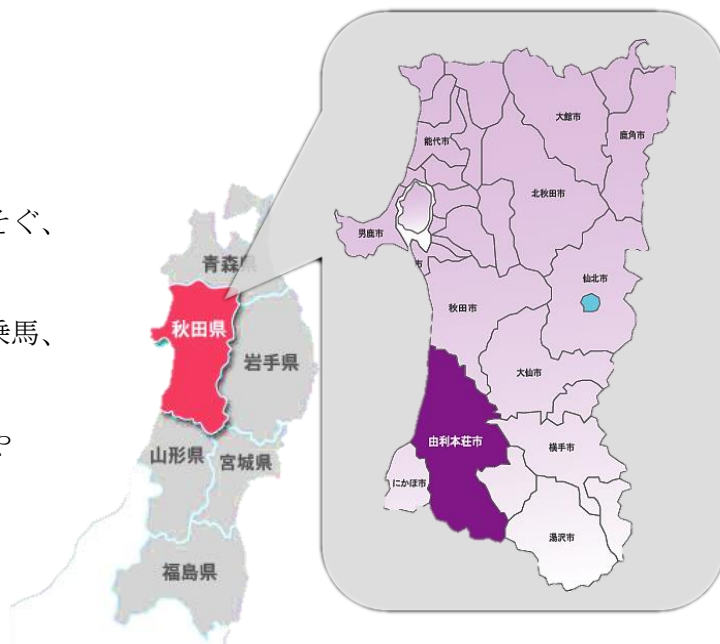 そぐ、
乗馬、
や
青森県
秋田県
岩手県
山形県
宮城県
福島県
大館市
鹿角市
能代市
北秋田市
男鹿市
仙北市
市
秋田市
大仙市
由利本荘市
横手市
にかほ市
湯沢市